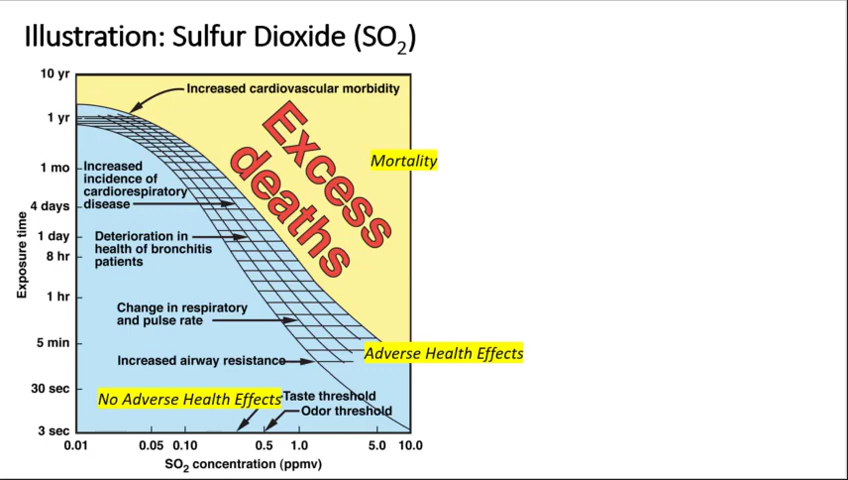 Illustration: Sulfur Dioxide (SO₂)
10 yr
Increased cardiovascular morbidity
1 yr
Excess
deaths
Mortality
1 mo
Increased
incidence of
cardiorespiratory
disease
4 days
1 day
Deterioration in
health of bronchitis
patients
8 hr
Exposure time
1 hr
Change in respiratory
and pulse rate
5 min
Increased airway resistance
Adverse Health Effects
30 sec
No Adverse Health Effects
Taste threshold
Odor threshold
3 sec
0.01 0.05 0.10 0.5 1.0 5.0 10.0
SO₂ concentration (ppmv)